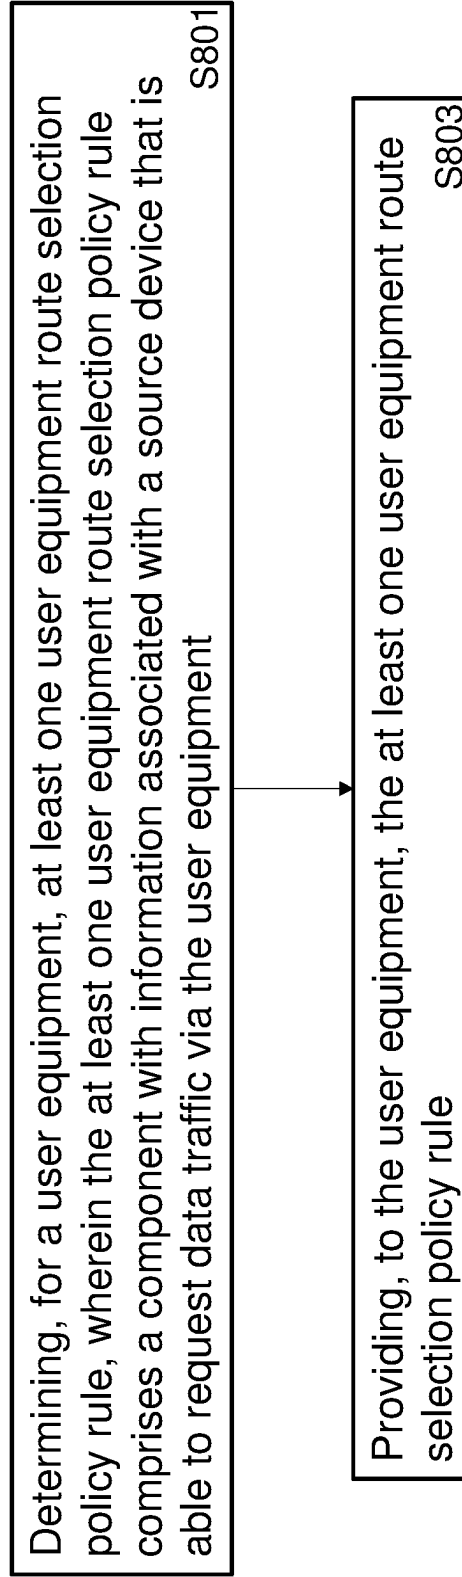 Determining, for a user equipment, at least one user equipment route selection
policy rule, wherein the at least one user equipment route selection policy rule
comprises a component with information associated with a source device that is
able to request data traffic via the user equipment
S801
Providing, to the user equipment, the at least one user equipment route
selection policy rule
S803